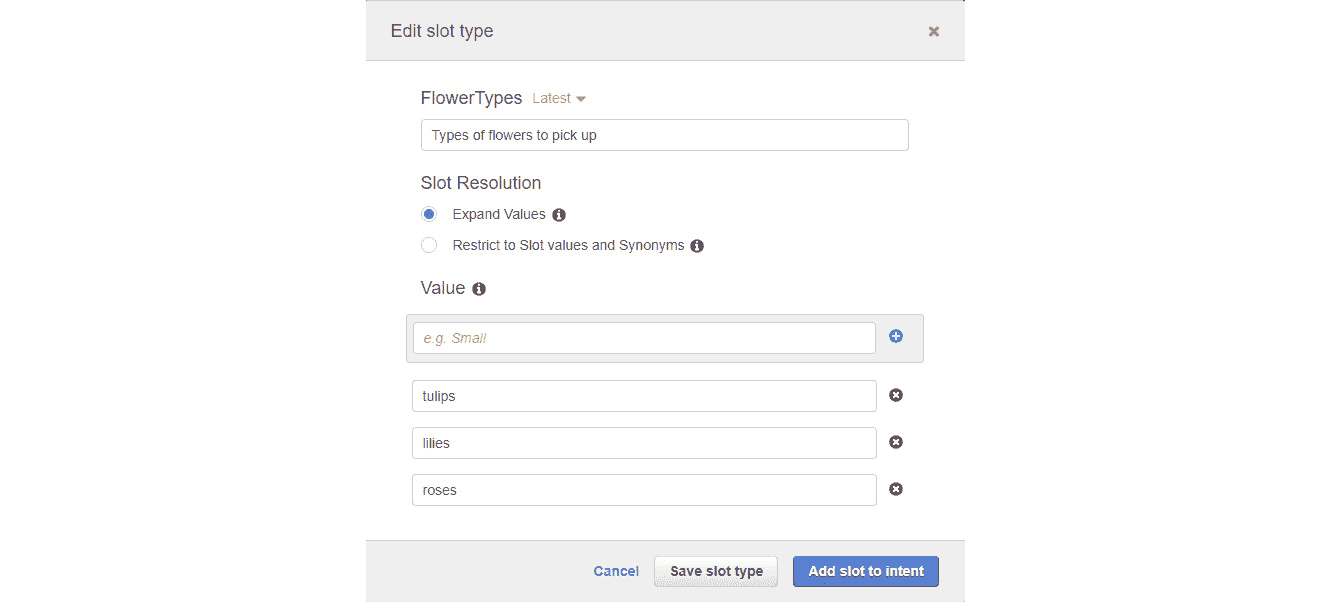 Edit slot type
FlowerTypes Latest
Types of flowers to pick up
Slot Resolution
Expand Values
Restrict to Slot values and Synonyms
Value
e.g. Small
tulips
lilies
roses
Cancel Save slot type Add slot to intent